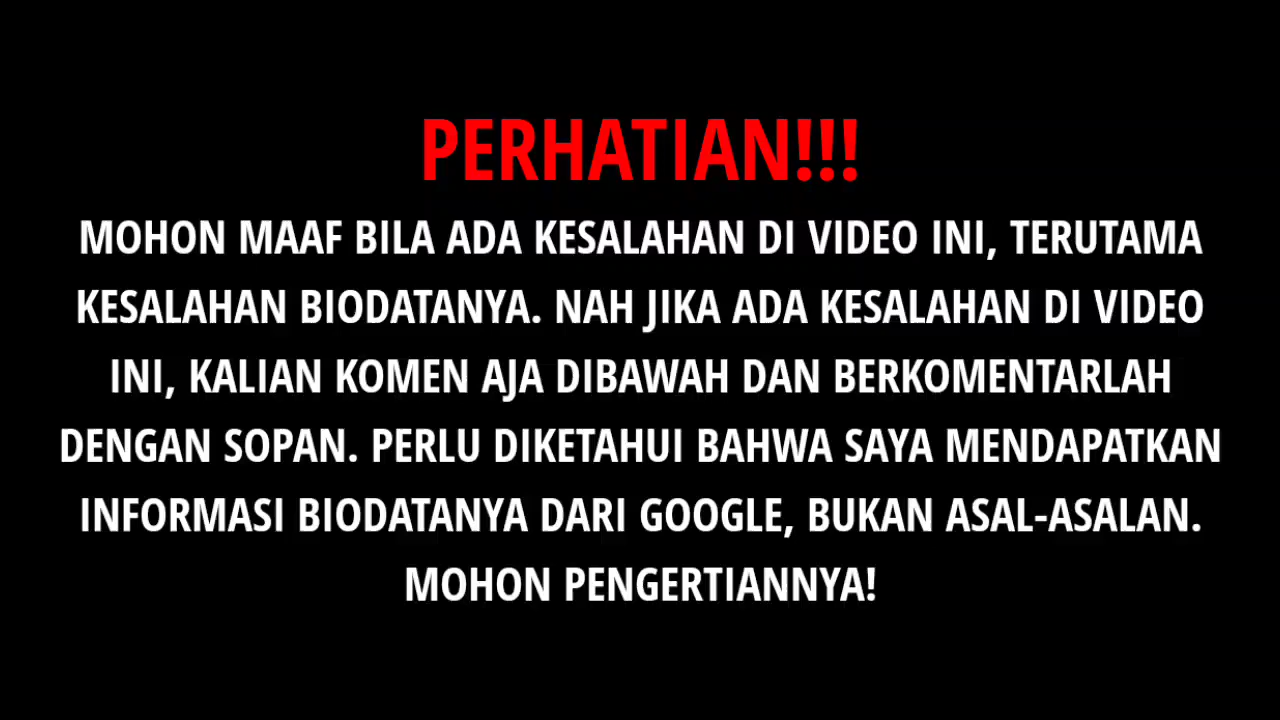 PERHATIAN!!!
MOHON MAAF BILA ADA KESALAHAN DI VIDEO INI, TERUTAMA
KESALAHAN BIODATANYA. NAH JIKA ADA KESALAHAN DI VIDEO
INI, KALIAN KOMEN AJA DIBAWAH DAN BERKOMENTARLAH
DENGAN SOPAN. PERLU DIKETAHUI BAHWA SAYA MENDAPATKAN
INFORMASI BIODATANYA DARI GOOGLE, BUKAN ASAL-ASALAN.
MOHON PENGERTIANNYA!